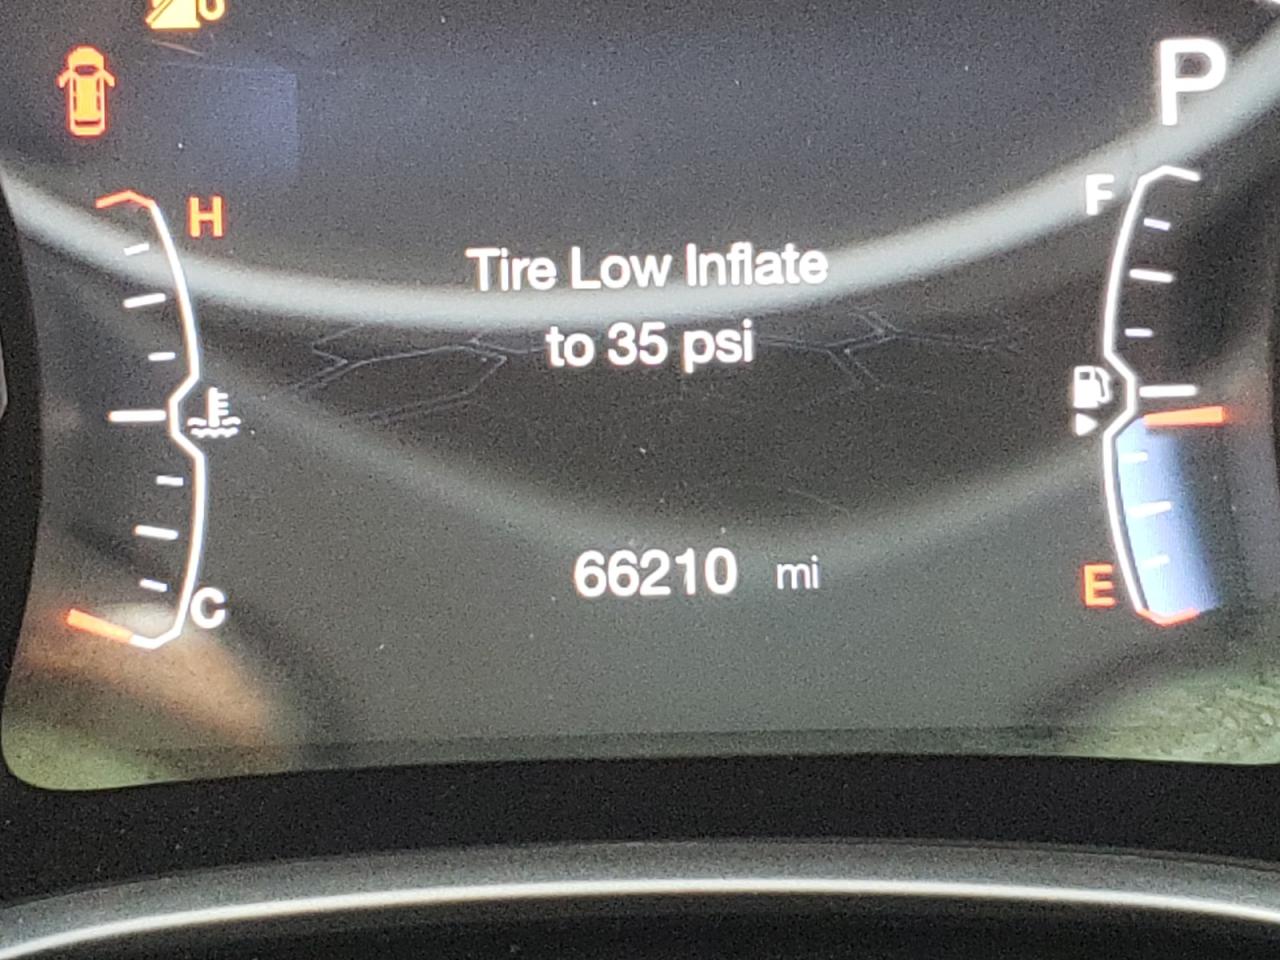 P
H
F
Tire Low Inflate
to 35 psi
66210 mi
E
C